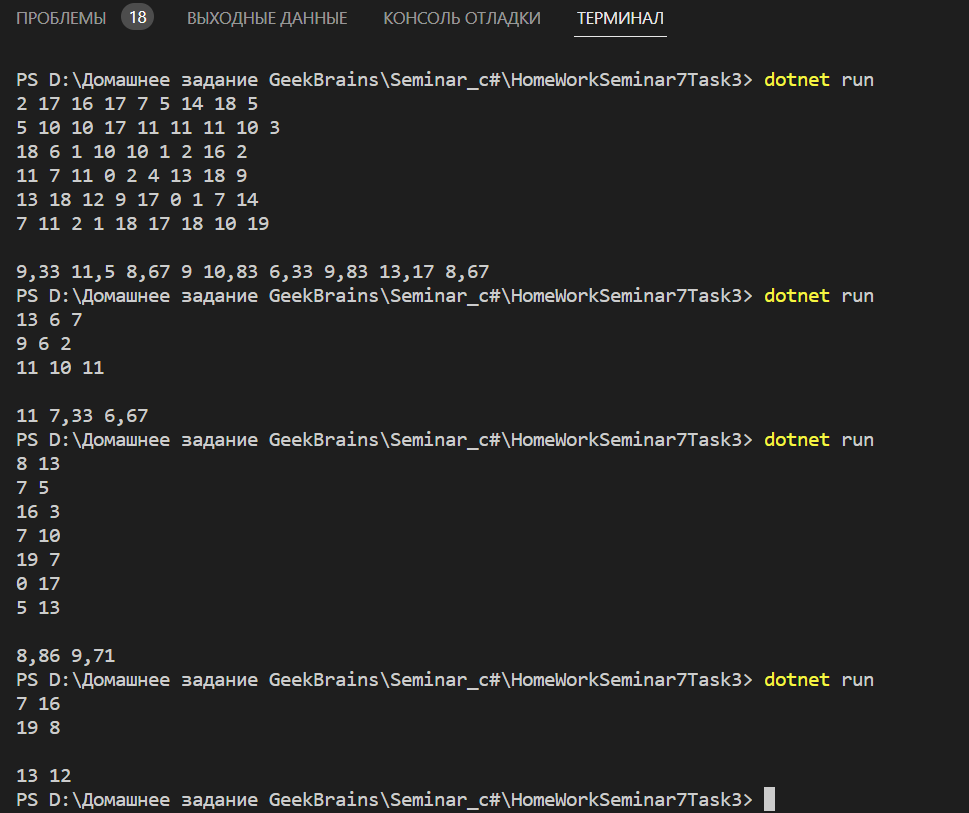 ПРОБЛЕМЫ 18 ВЫХОДНЫЕ ДАННЫЕ КОНСОЛЬ ОТЛАДКИ ТЕРМИНАЛ
PS D:\Домашнее задание GeekBrains\Seminar_c#\HomeWorkSeminar7Task3> dotnet run
2 17 16 17 7 5 14 18 5
5 10 10 17 11 11 11 10 3
18 6 1 10 10 1 2 16 2
11 7 11 0 2 4 13 18 9
13 18 12 9 17 0 1 7 14
7 11 2 1 18 17 18 10 19
9,33 11,5 8,67 9 10,83 6,33 9,83 13,17 8,67
PS D:\Домашнее задание GeekBrains\Seminar_c#\HomeWorkSeminar7Task3> dotnet run
13 6 7
9 6 2
11 10 11
11 7,33 6,67
PS D:\Домашнее задание GeekBrains\Seminar_c#\HomeWorkSeminar7Task3> dotnet run
8 13
7 5
16 3
7 10
19 7
0 17
5 13
8,86 9,71
PS D:\Домашнее задание GeekBrains\Seminar_c#\HomeWorkSeminar7Task3> dotnet run
7 16
19 8
13 12
PS D:\Домашнее задание GeekBrains\Seminar_c#\HomeWorkSeminar7Task3>